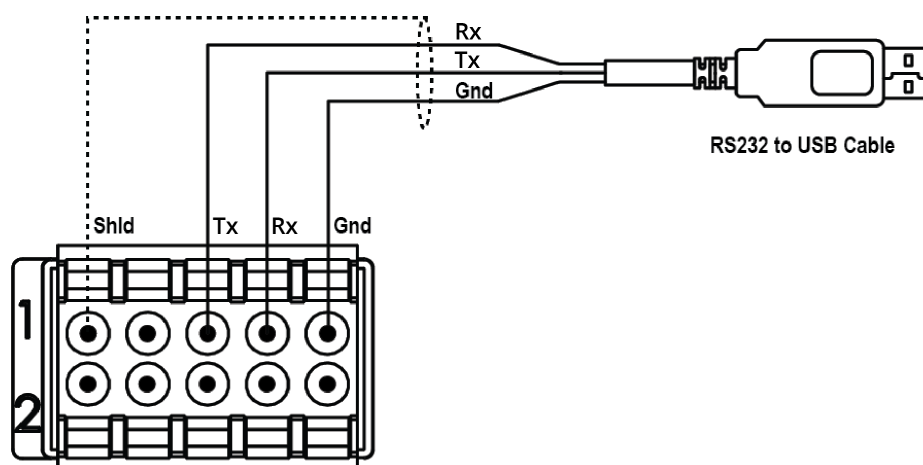 Rx
Tx
Gnd
RS232 to USB Cable
Shld Tx Rx Gnd
1
2